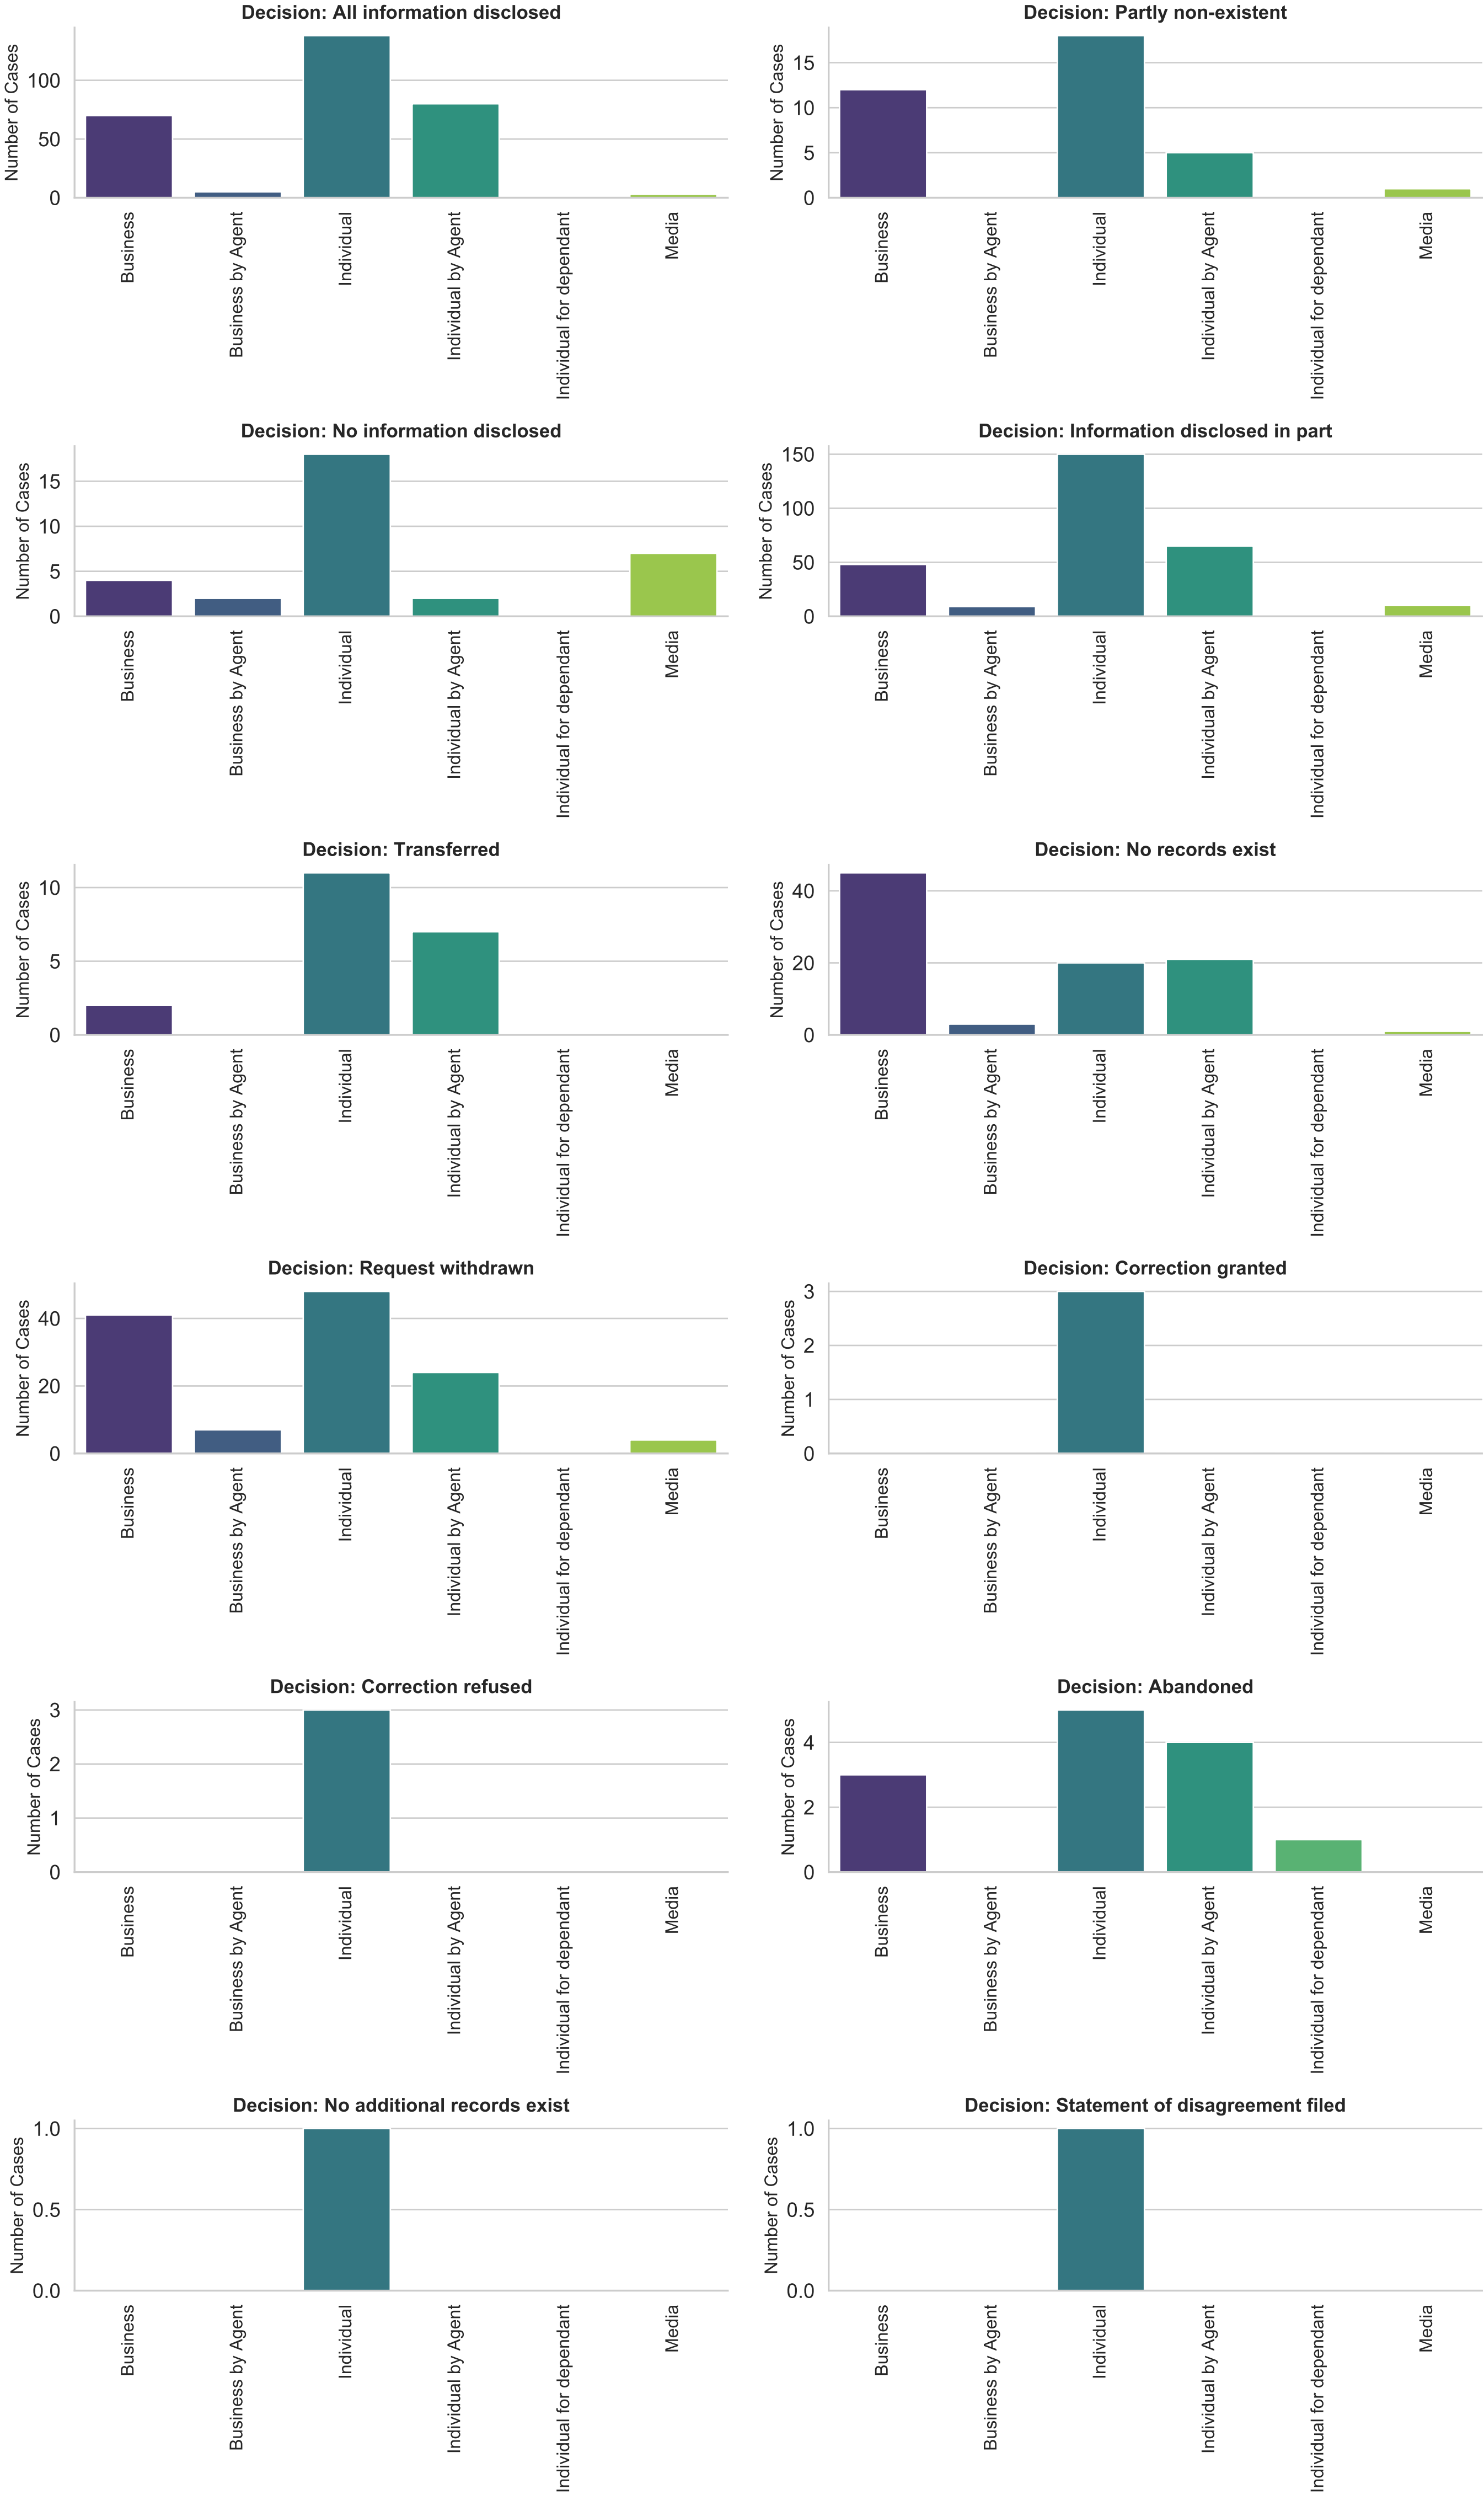 Decision: All information disclosed
Number of Cases
100
50
0
Business
Business by Agent
Individual
Individual by Agent
Individual for dependant
Media
Decision: Partly non-existent
Number of Cases
15
10
5
0
Business
Business by Agent
Individual
Individual by Agent
Individual for dependant
Media
Decision: No information disclosed
Number of Cases
15
10
5
0
Business
Business by Agent
Individual
Individual by Agent
Individual for dependant
Media
Decision: Information disclosed in part
Number of Cases
150
100
50
0
Business
Business by Agent
Individual
Individual by Agent
Individual for dependant
Media
Decision: Transferred
Number of Cases
10
5
0
Business
Business by Agent
Individual
Individual by Agent
Individual for dependant
Media
Decision: No records exist
Number of Cases
40
20
0
Business
Business by Agent
Individual
Individual by Agent
Individual for dependant
Media
Decision: Request withdrawn
Number of Cases
40
20
0
Business
Business by Agent
Individual
Individual by Agent
Individual for dependant
Media
Decision: Correction granted
Number of Cases
3
2
1
0
Business
Business by Agent
Individual
Individual by Agent
Individual for dependant
Media
Decision: Correction refused
Number of Cases
3
2
1
0
Business
Business by Agent
Individual
Individual by Agent
Individual for dependant
Media
Decision: Abandoned
Number of Cases
4
2
0
Business
Business by Agent
Individual
Individual by Agent
Individual for dependant
Media
Decision: No additional records exist
Number of Cases
1.0
0.5
0.0
Business
Business by Agent
Individual
Individual by Agent
Individual for dependant
Media
Decision: Statement of disagreement filed
Number of Cases
1.0
0.5
0.0
Business
Business by Agent
Individual
Individual by Agent
Individual for dependant
Media